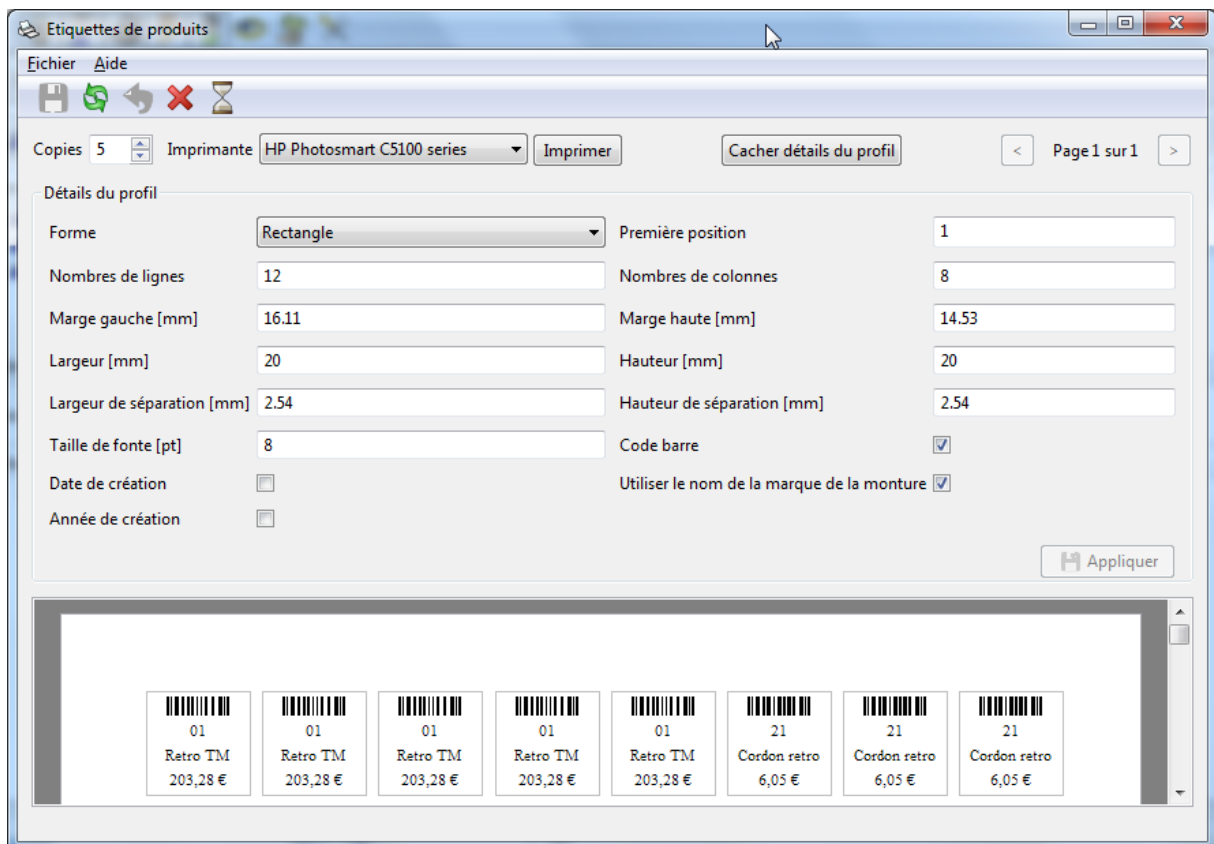 Etiquettes de produits
Fichier Aide
Copies 5 Imprimante HP Photosmart C5100 series Imprimer Cacher détails du profil < Page 1 sur 1 >
Détails du profil
Forme Rectangle Première position 1
Nombres de lignes 12 Nombres de colonnes 8
Marge gauche [mm] 16.11 Marge haute [mm] 14.53
Largeur [mm] 20 Hauteur [mm] 20
Largeur de séparation [mm] 2.54 Hauteur de séparation [mm] 2.54
Taille de fonte [pt] 8 Code barre
Date de création Utiliser le nom de la marque de la monture
Année de création
Appliquer
01 01 01 01 01 21 21 21
Retro TM Retro TM Retro TM Retro TM Retro TM Cordon retro Cordon retro Cordon retro
203,28 € 203,28 € 203,28 € 203,28 € 203,28 € 6,05 € 6,05 € 6,05 €